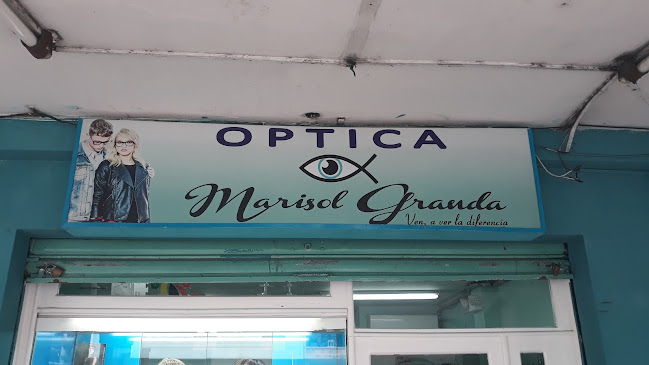 OPTICA
Marisol Granda
Ven, a ver la diferencia